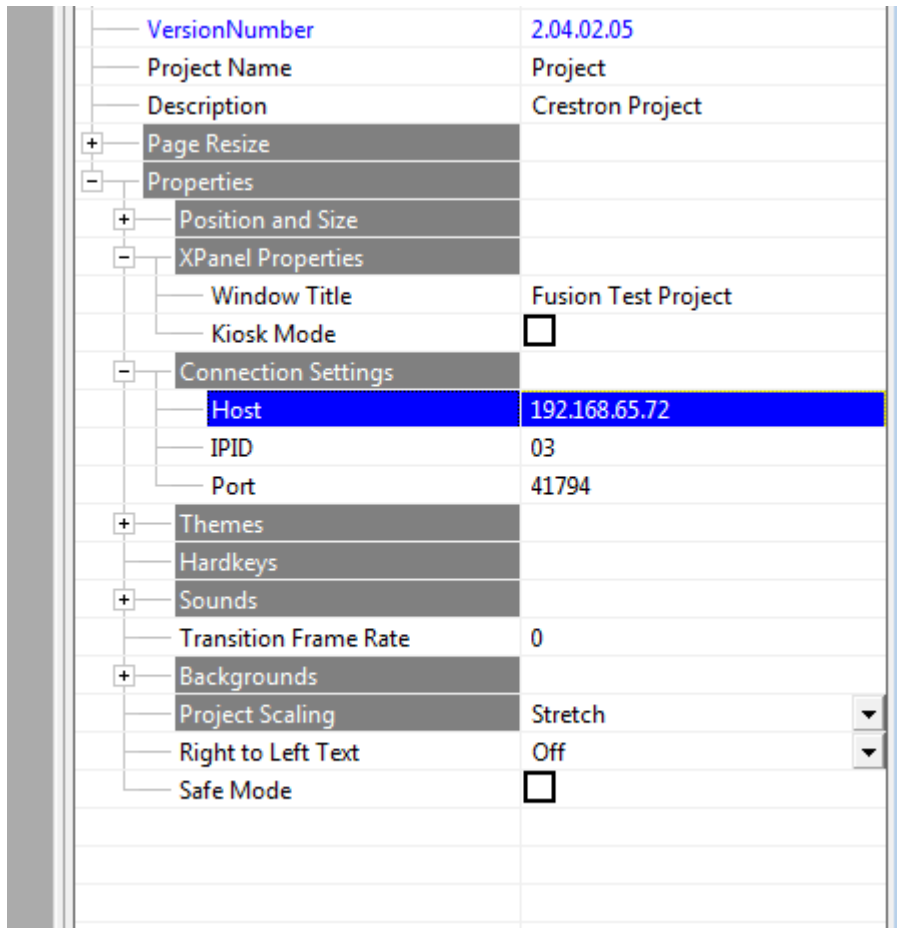 VersionNumber 2.04.02.05
Project Name Project
Description Crestron Project
Page Resize
Properties
Position and Size
XPanel Properties
Window Title Fusion Test Project
Kiosk Mode
Connection Settings
Host 192.168.65.72
IPID 03
Port 41794
Themes
Hardkeys
Sounds
Transition Frame Rate 0
Backgrounds
Project Scaling Stretch
Right to Left Text Off
Safe Mode